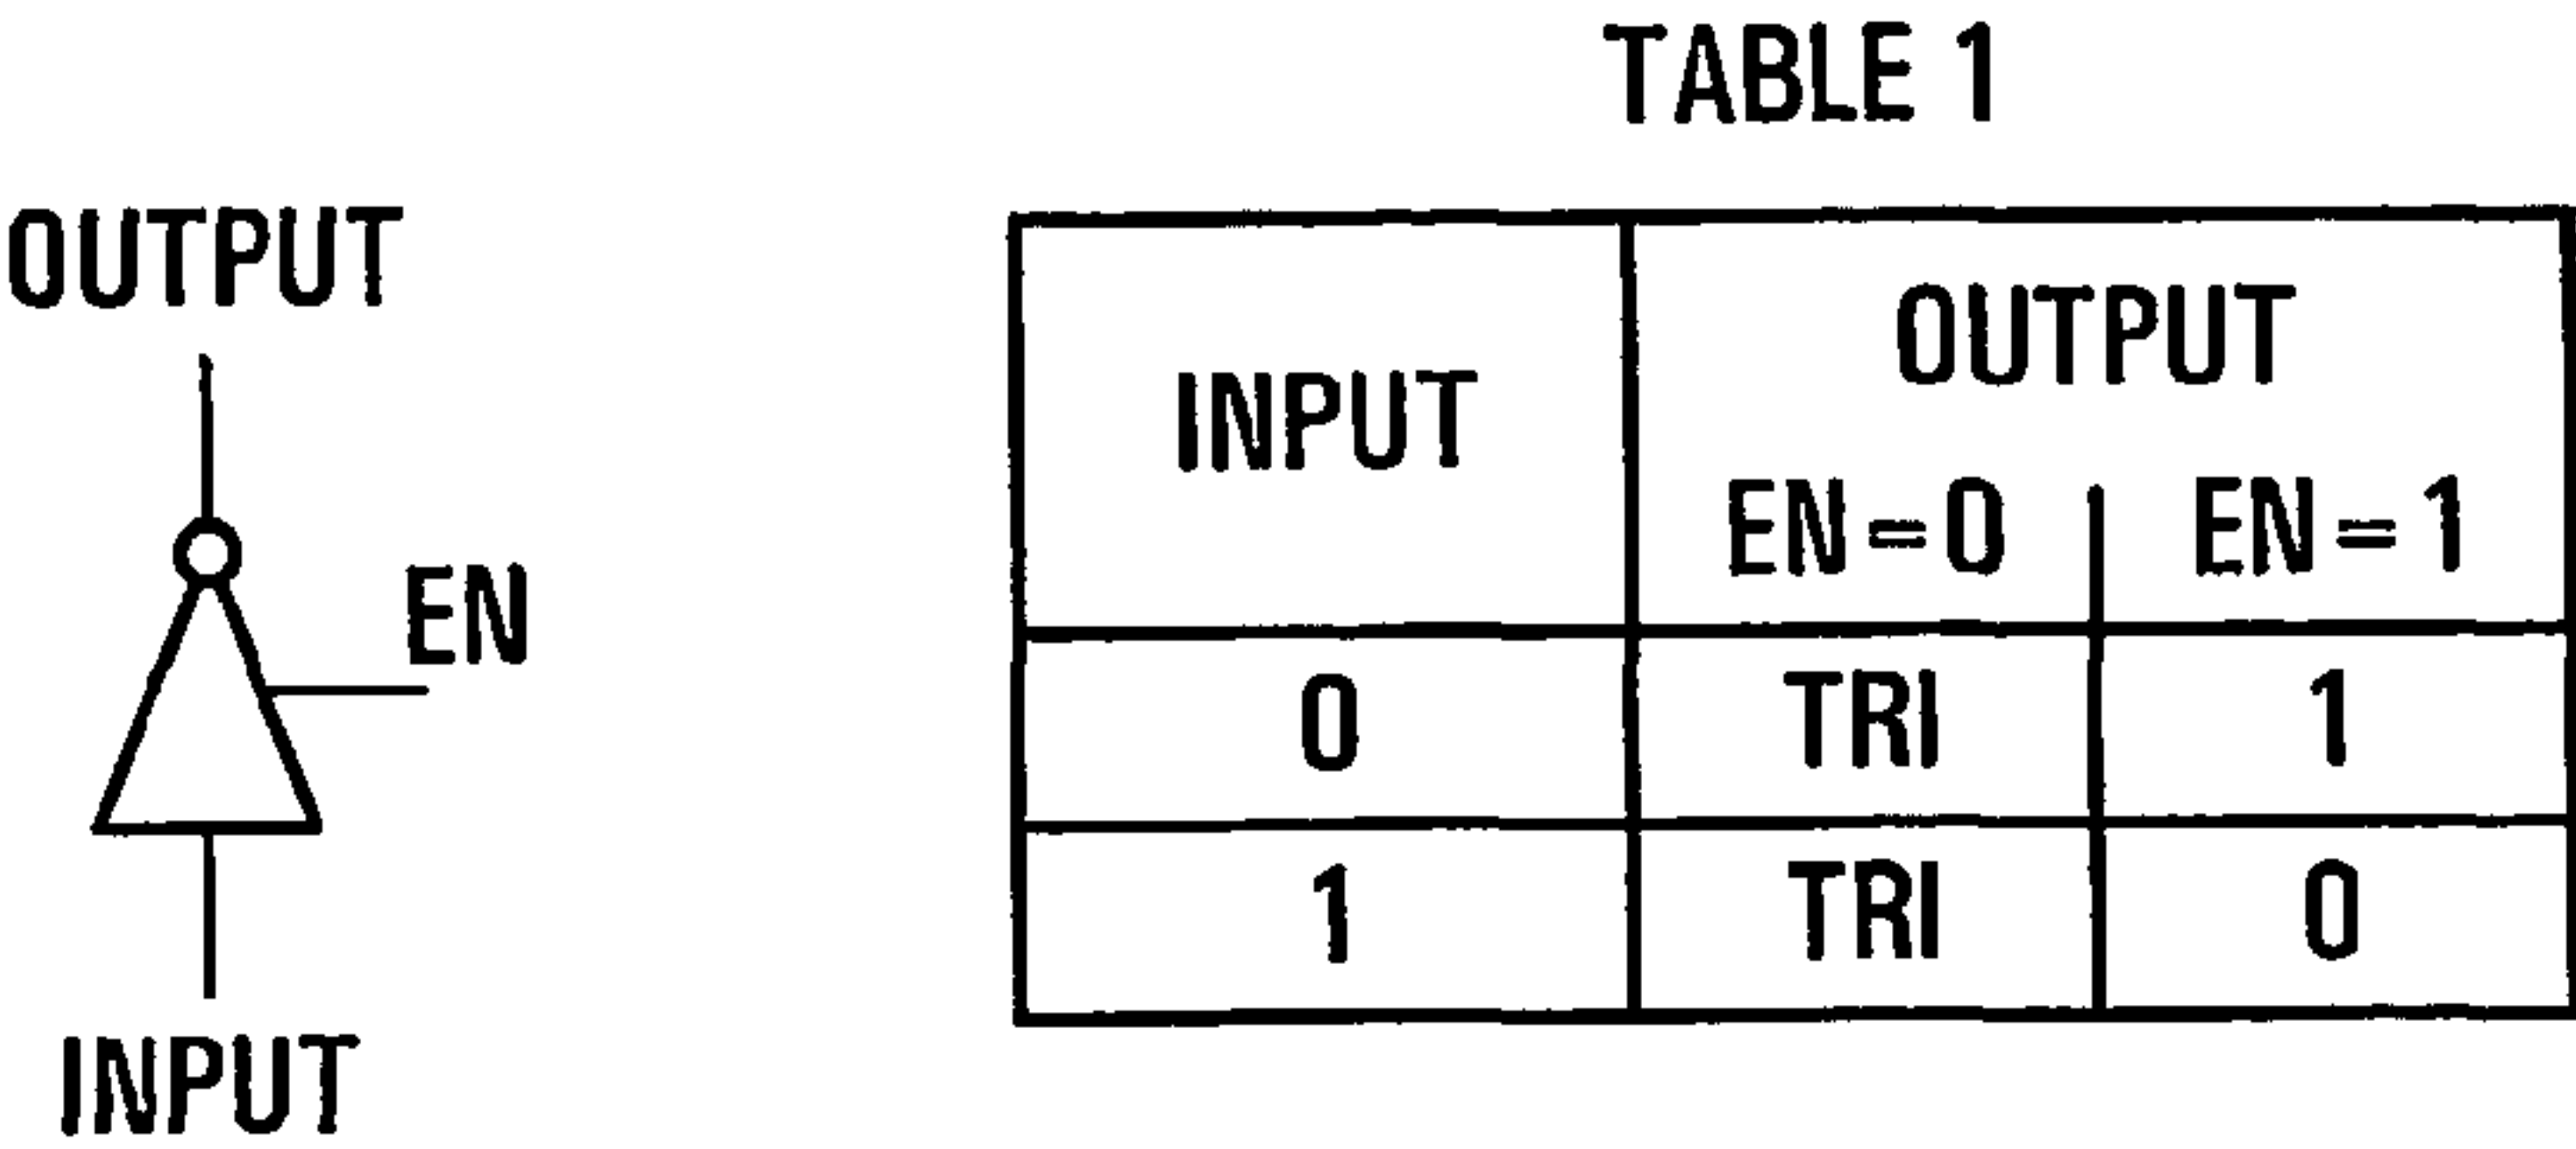 TABLE 1
OUTPUT
EN
INPUT
INPUT OUTPUT
EN=0 EN=1
0 TRI 1
1 TRI 0